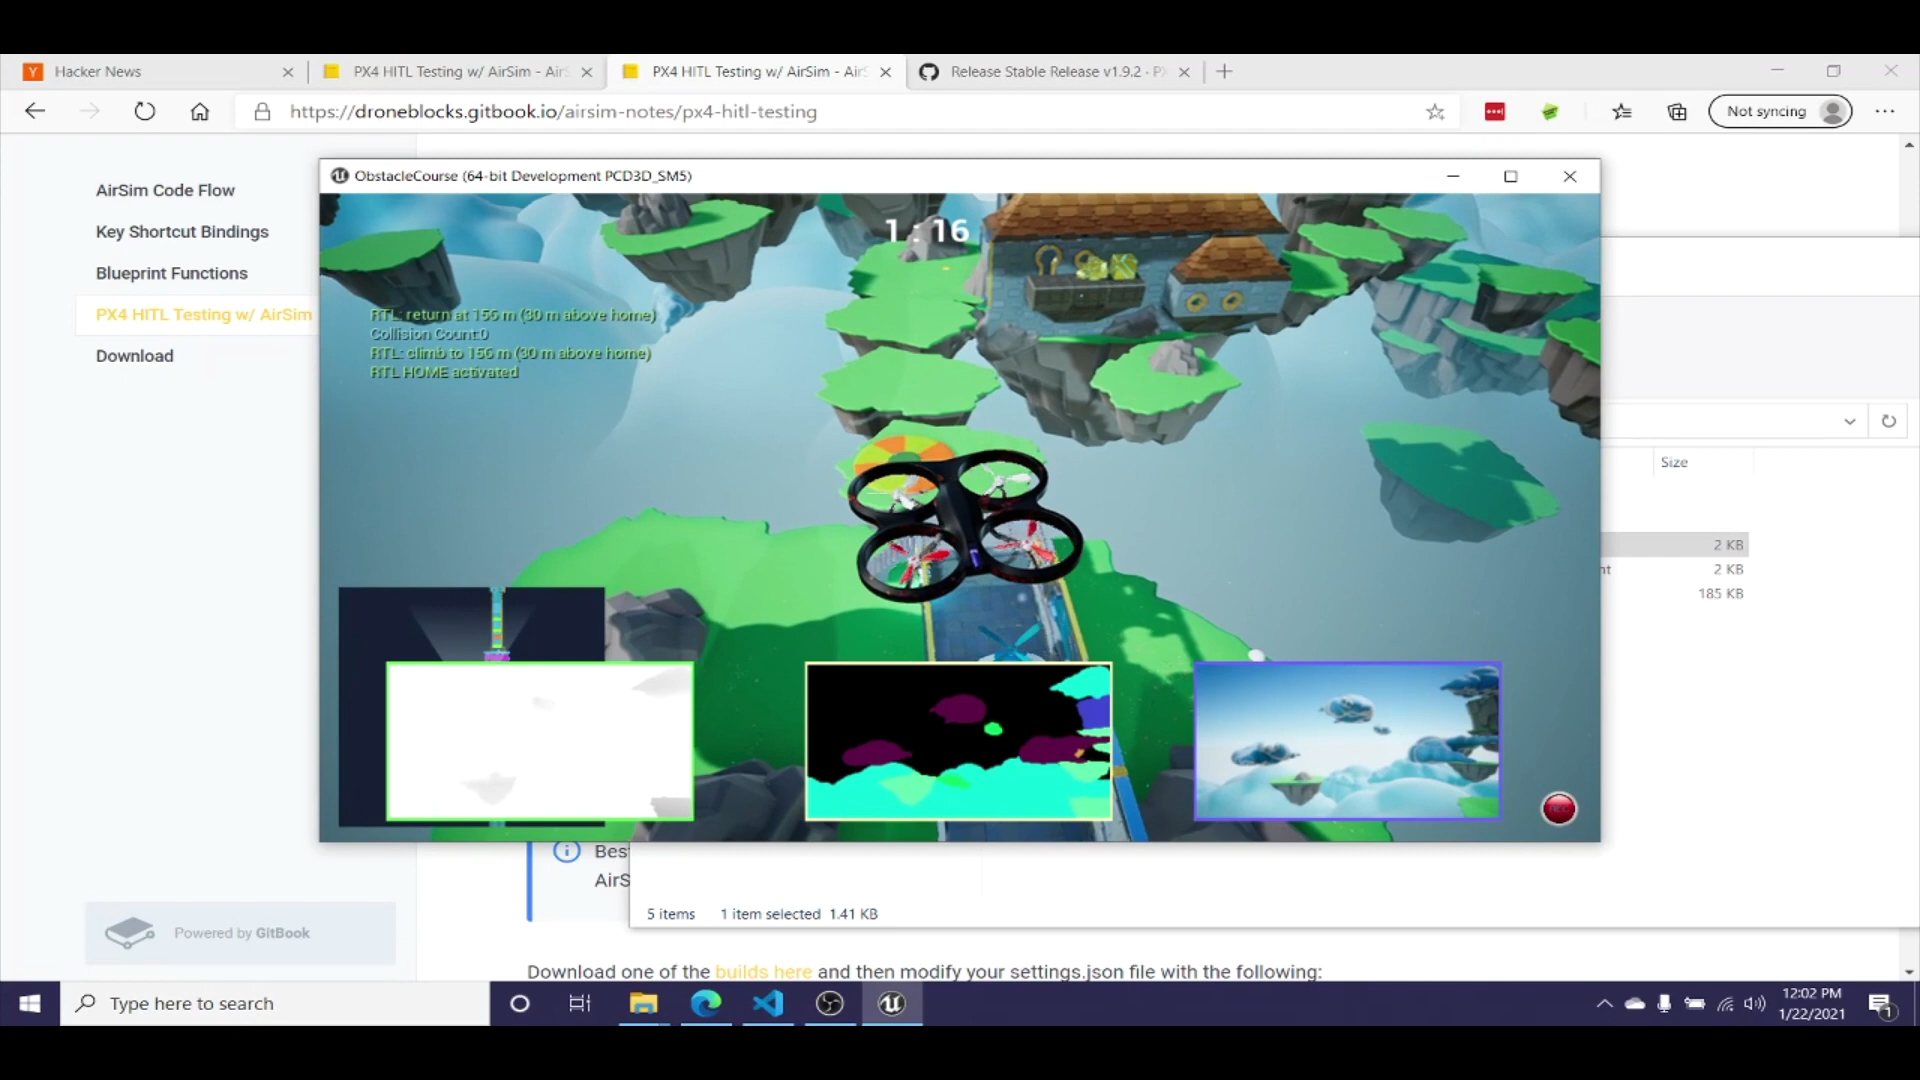 Hacker News
PX4 HITL Testing w/ AirSim - AirS
PX4 HITL Testing w/ AirSim - AirS
Release Stable Release v1.9.2 · PX
https://droneblocks.gitbook.io/airsim-notes/px4-hitl-testing
Not syncing
AirSim Code Flow
Key Shortcut Bindings
Blueprint Functions
PX4 HITL Testing w/ AirSim
Download
ObstacleCourse (64-bit Development PCD3D_SM5)
1 : 16
RTL: return at 156 m (30 m above home)
Collision Count:0
RTL: climb to 156 m (30 m above home)
RTL HOME activated
Size
2 KB
nt 2 KB
185 KB
Bes
AirS
5 items 1 item selected 1.41 KB
Powered by GitBook
Download one of the builds here and then modify your settings.json file with the following:
Type here to search
12:02 PM
1/22/2021
1